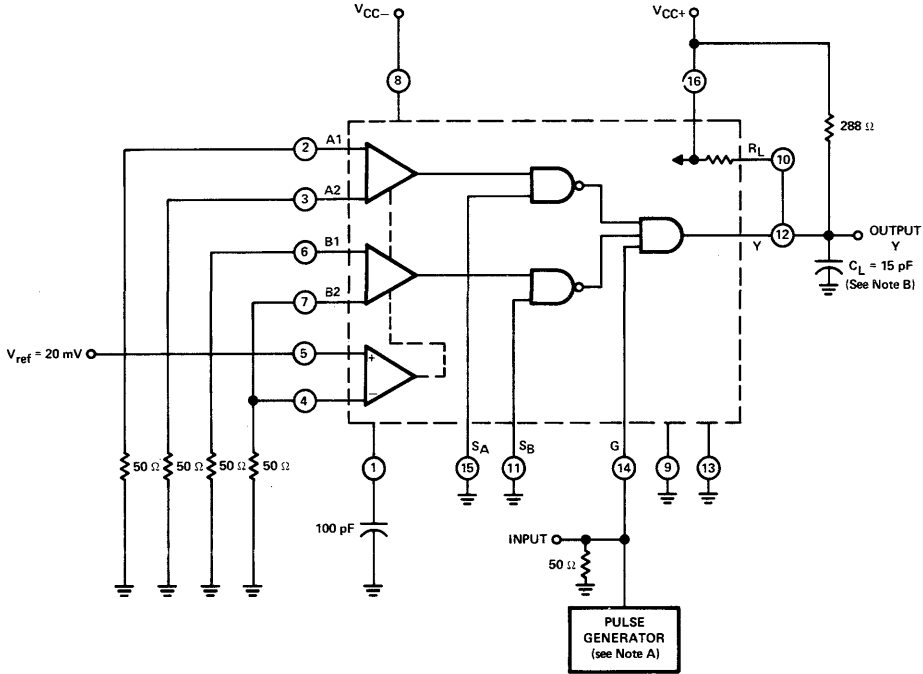 VCC−
VCC+
8
16
288 Ω
2
A1
RL
10
3
A2
6
B1
Y
12
OUTPUT
Y
7
B2
CL = 15 pF
(See Note B)
Vref = 20 mV
5
+
4
−
50 Ω
50 Ω
50 Ω
50 Ω
1
SA
15
SB
11
G
14
9
13
100 pF
INPUT
50 Ω
PULSE
GENERATOR
(see Note A)